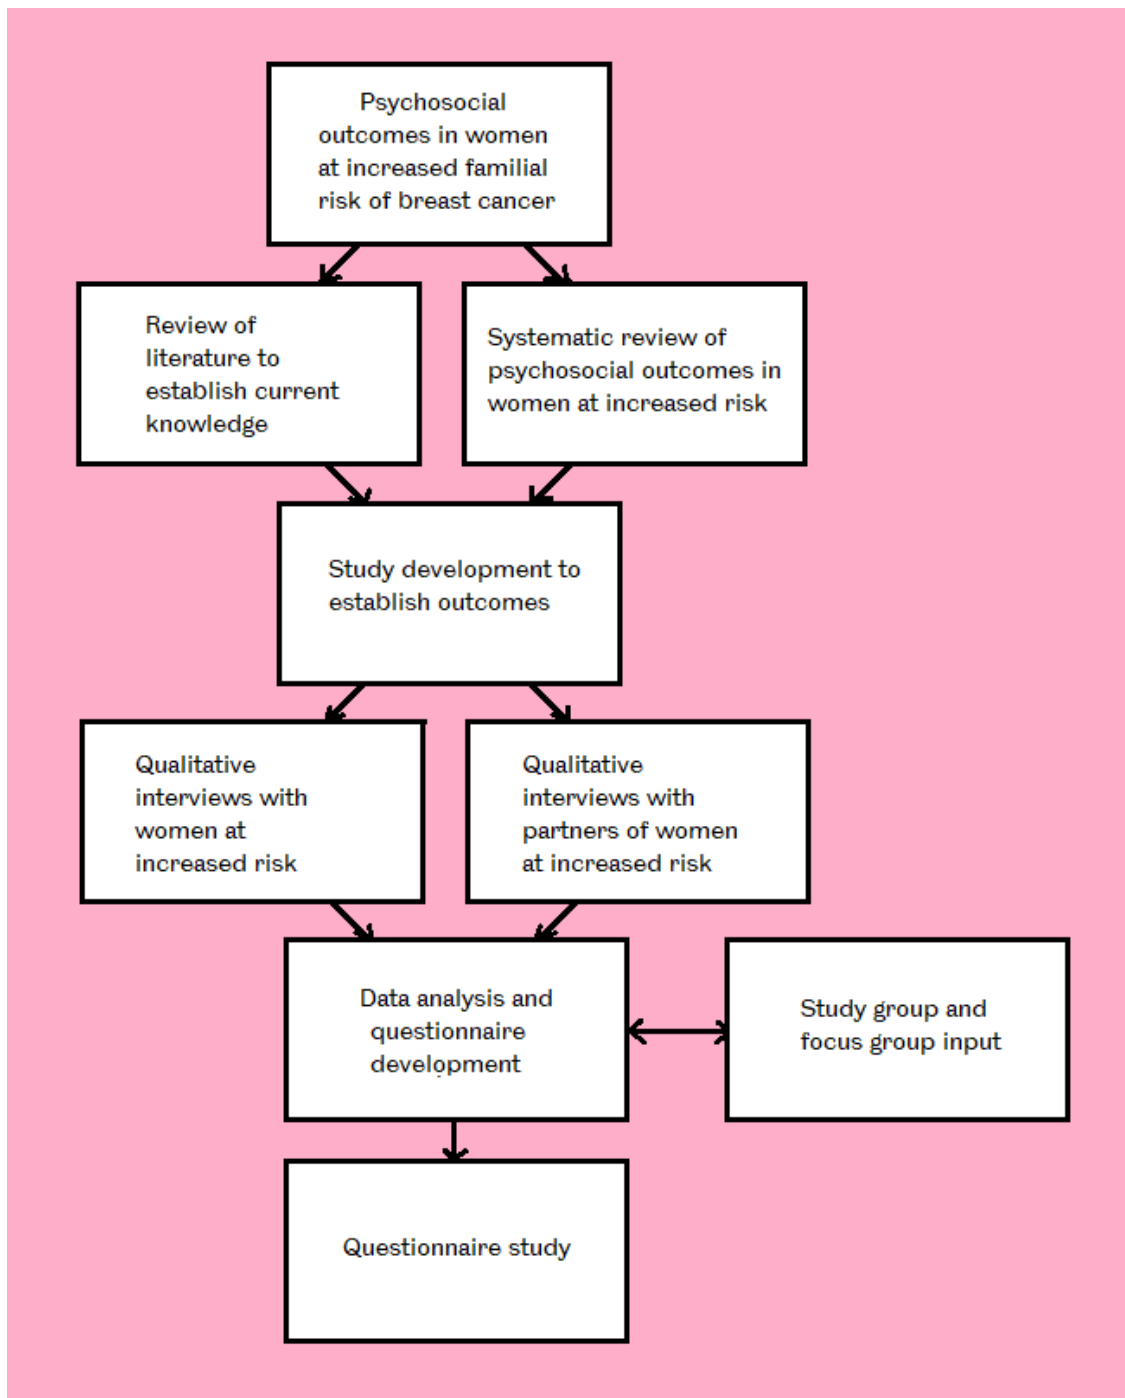 Psychosocial
outcomes in women
at increased familial
risk of breast cancer
Review of
literature to
establish current
knowledge
Systematic review of
psychosocial outcomes in
women at increased risk
Study development to
establish outcomes
Qualitative
interviews with
women at
increased risk
Qualitative
interviews with
partners of women
at increased risk
Data analysis and
questionnaire
development
Study group and
focus group input
Questionnaire study